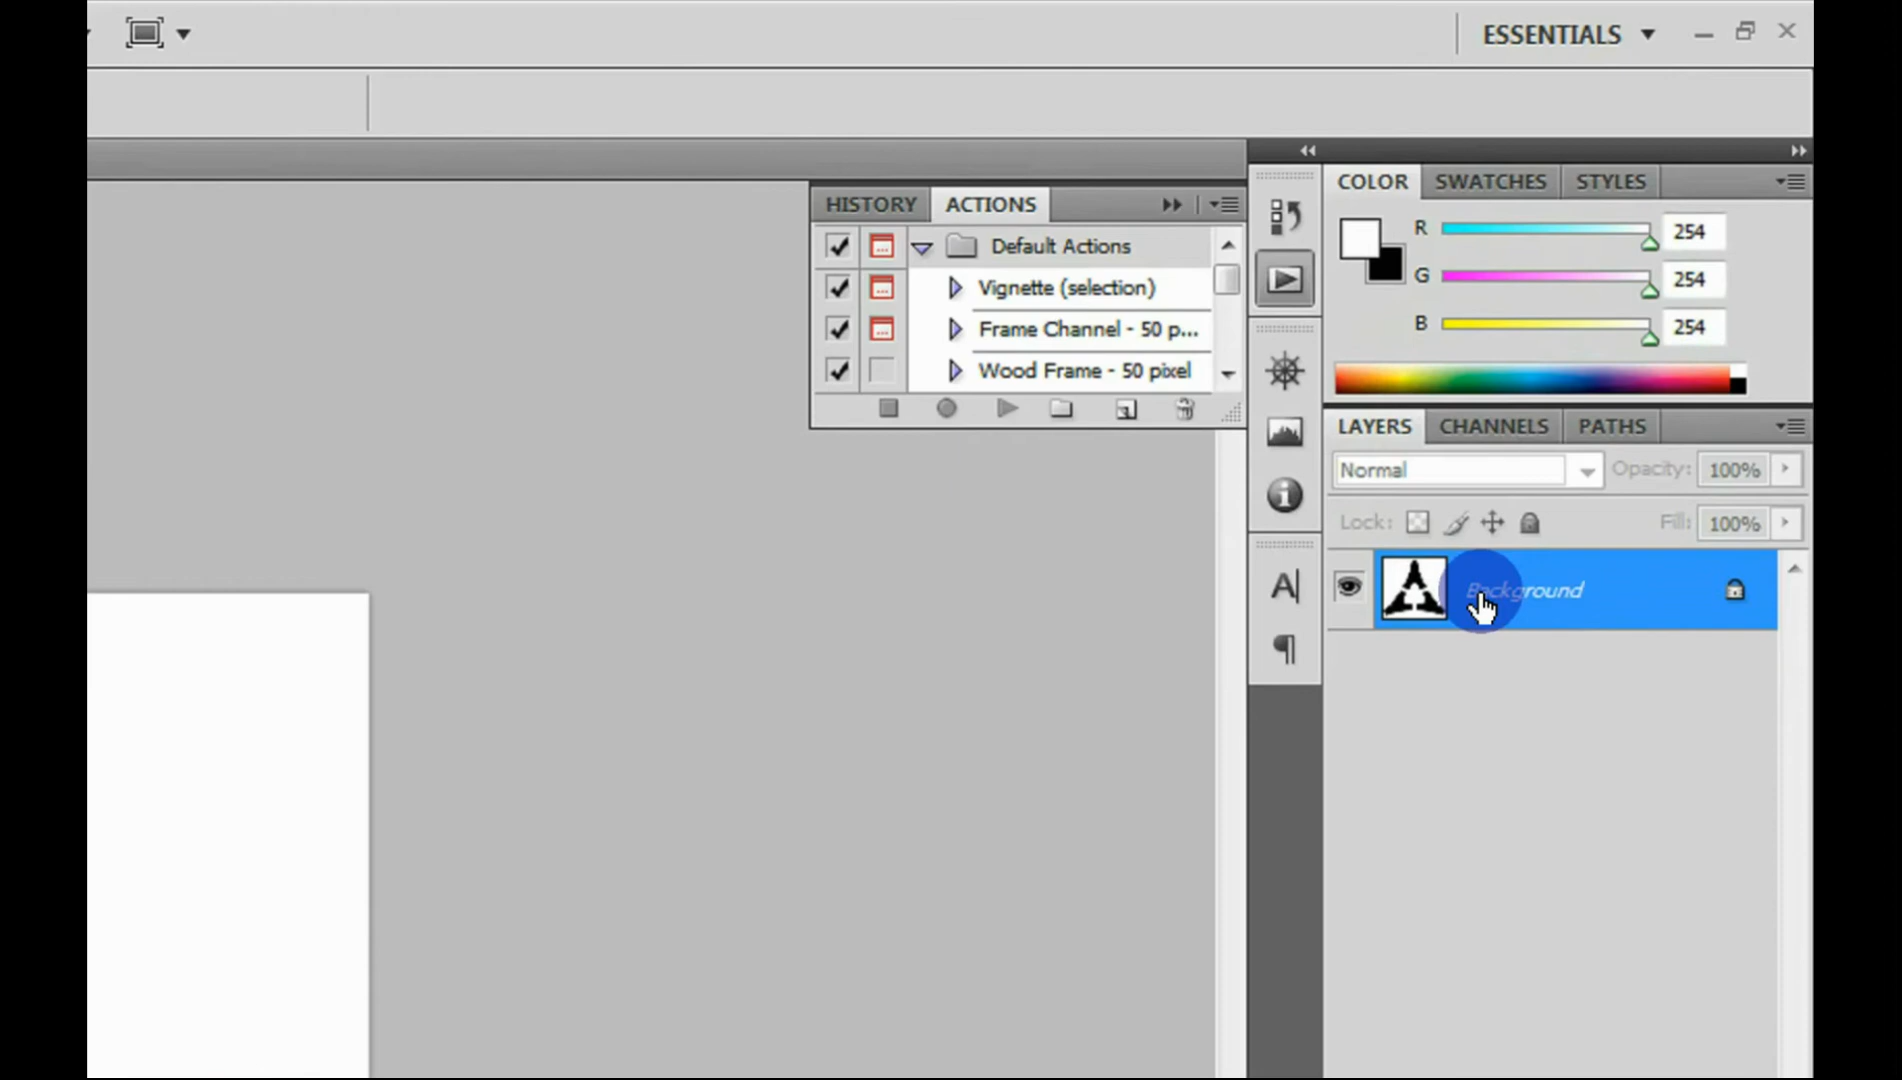 ESSENTIALS
HISTORY ACTIONS
Default Actions
Vignette (selection)
Frame Channel - 50 p...
Wood Frame - 50 pixel
COLOR SWATCHES STYLES
R 254
G 254
B 254
LAYERS CHANNELS PATHS
Normal Opacity: 100%
Lock: Fill: 100%
Background